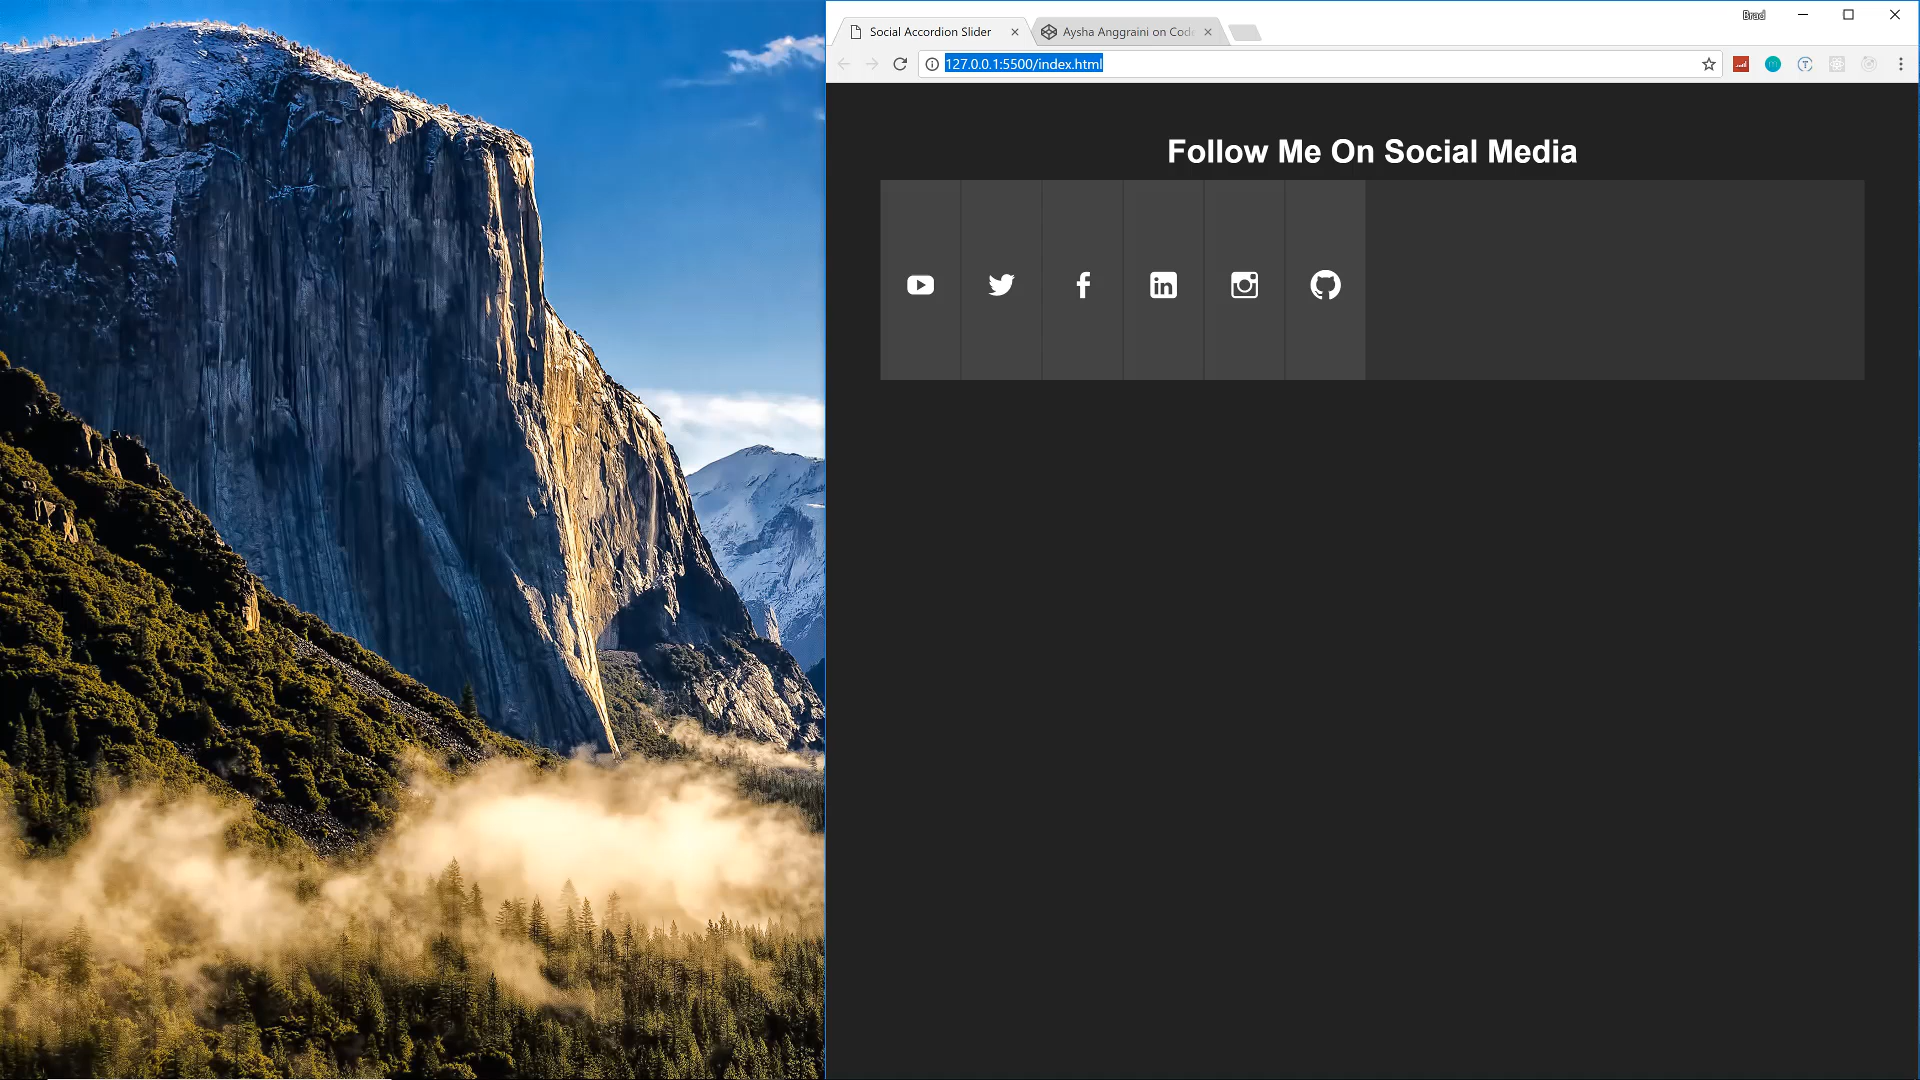 Brad
Social Accordion Slider
Aysha Anggraini on Cod
127.0.0.1:5500/index.html
Follow Me On Social Media